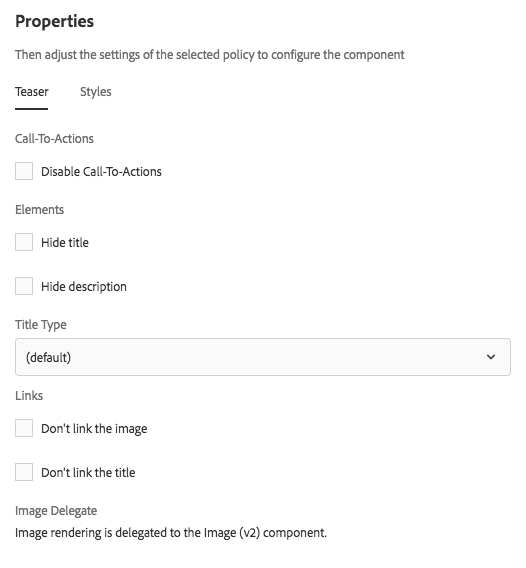 Properties
Then adjust the settings of the selected policy to configure the component
Teaser Styles
Call-To-Actions
Disable Call-To-Actions
Elements
Hide title
Hide description
Title Type
(default)
Links
Don't link the image
Don't link the title
Image Delegate
Image rendering is delegated to the Image (v2) component.